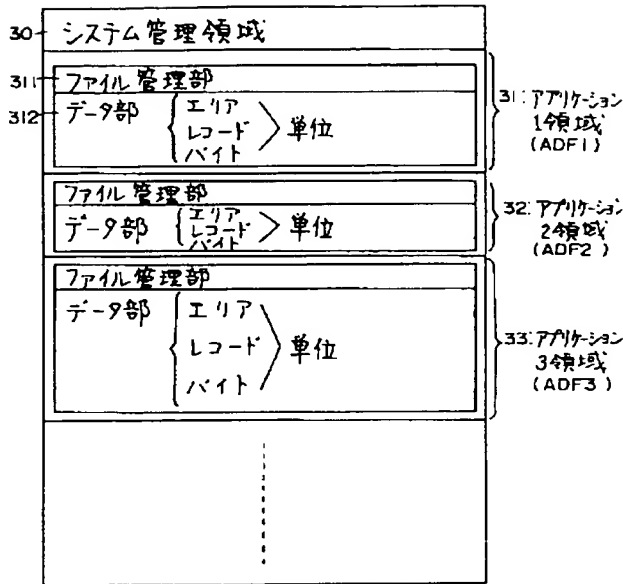 30 システム管理領域
311 ファイル管理部
312 データ部
エリア
レコード
バイト
単位
31:アプリケーション
1領域
(ADF1)
ファイル管理部
データ部
エリア
レコード
バイト
単位
32:アプリケーション
2領域
(ADF2)
ファイル管理部
データ部
エリア
レコード
バイト
単位
33:アプリケーション
3領域
(ADF3)